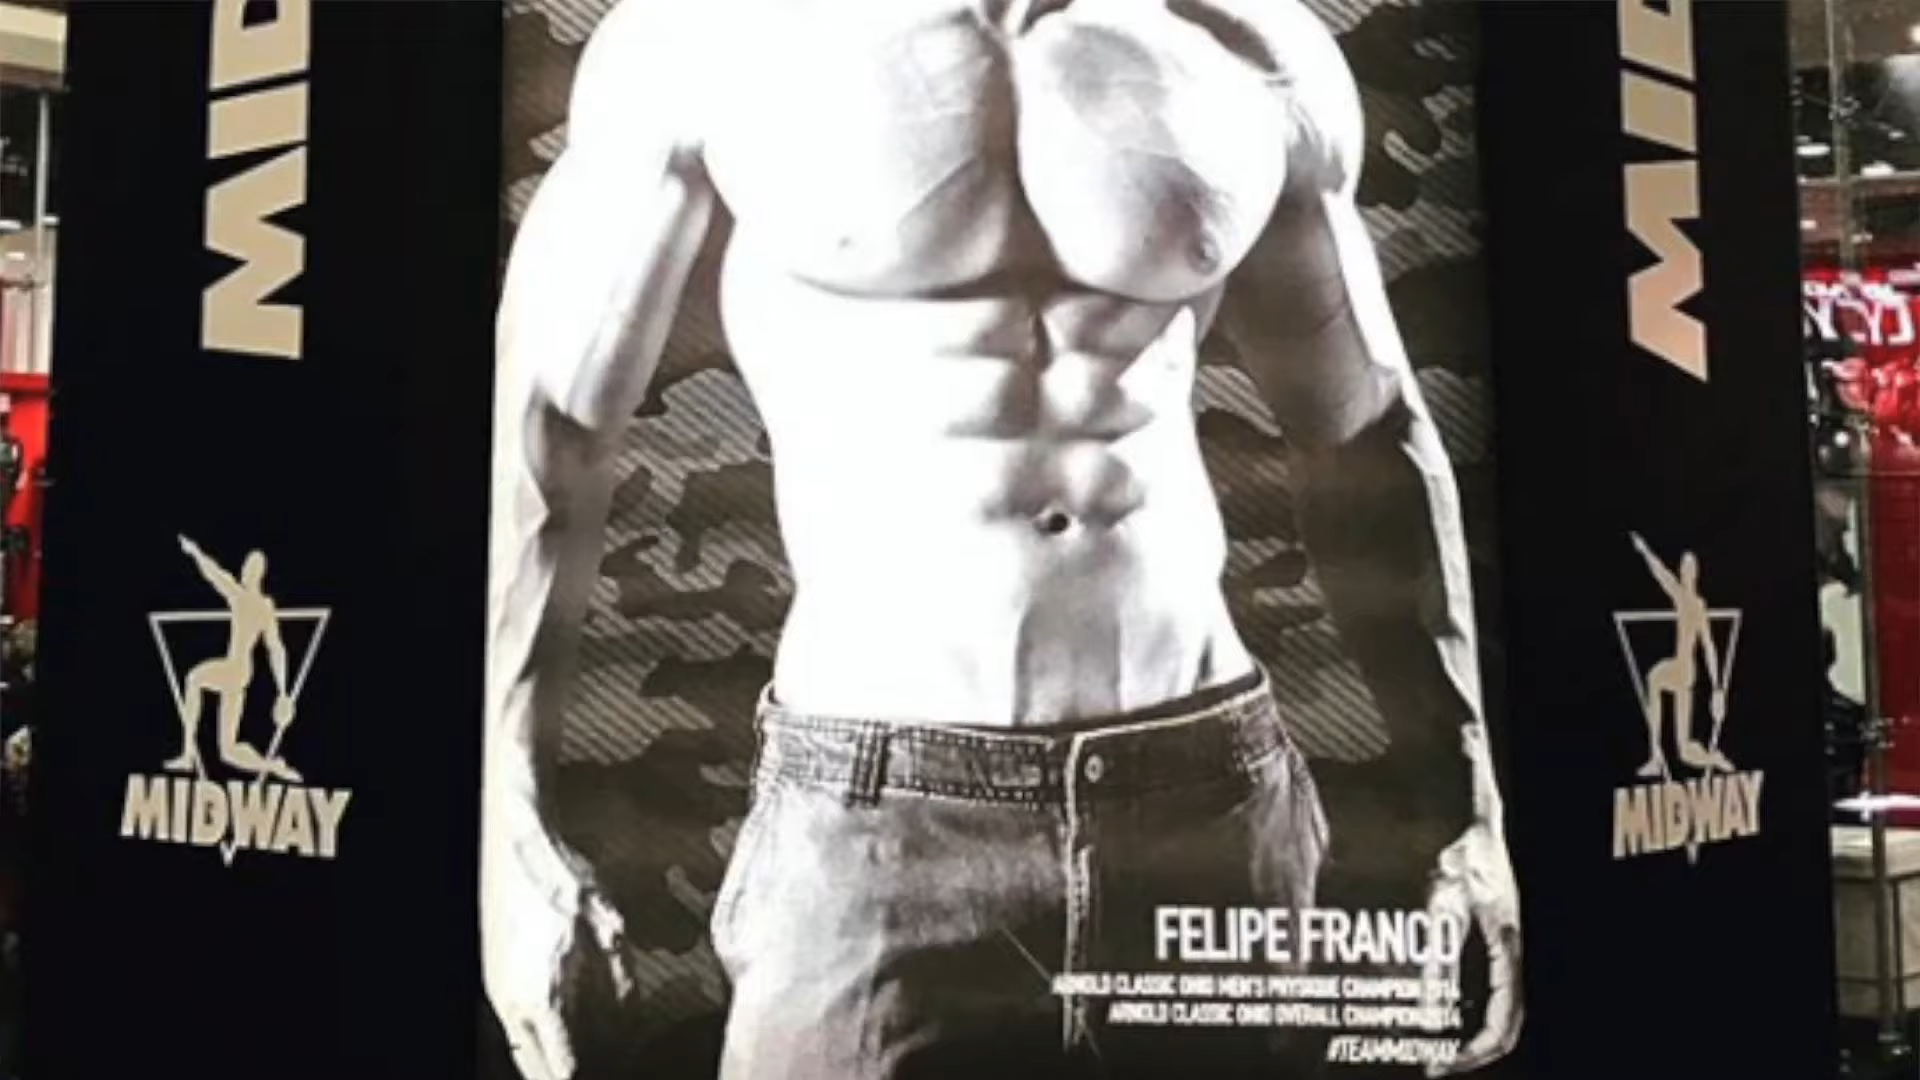 MID
MID
MIDWAY
MIDWAY
FELIPE FRANCO
ARNOLD CLASSIC OHIO MEN'S PHYSIQUE CHAMPION 2014
ARNOLD CLASSIC OHIO OVERALL CHAMPION 2014
#TEAMMIDWAY